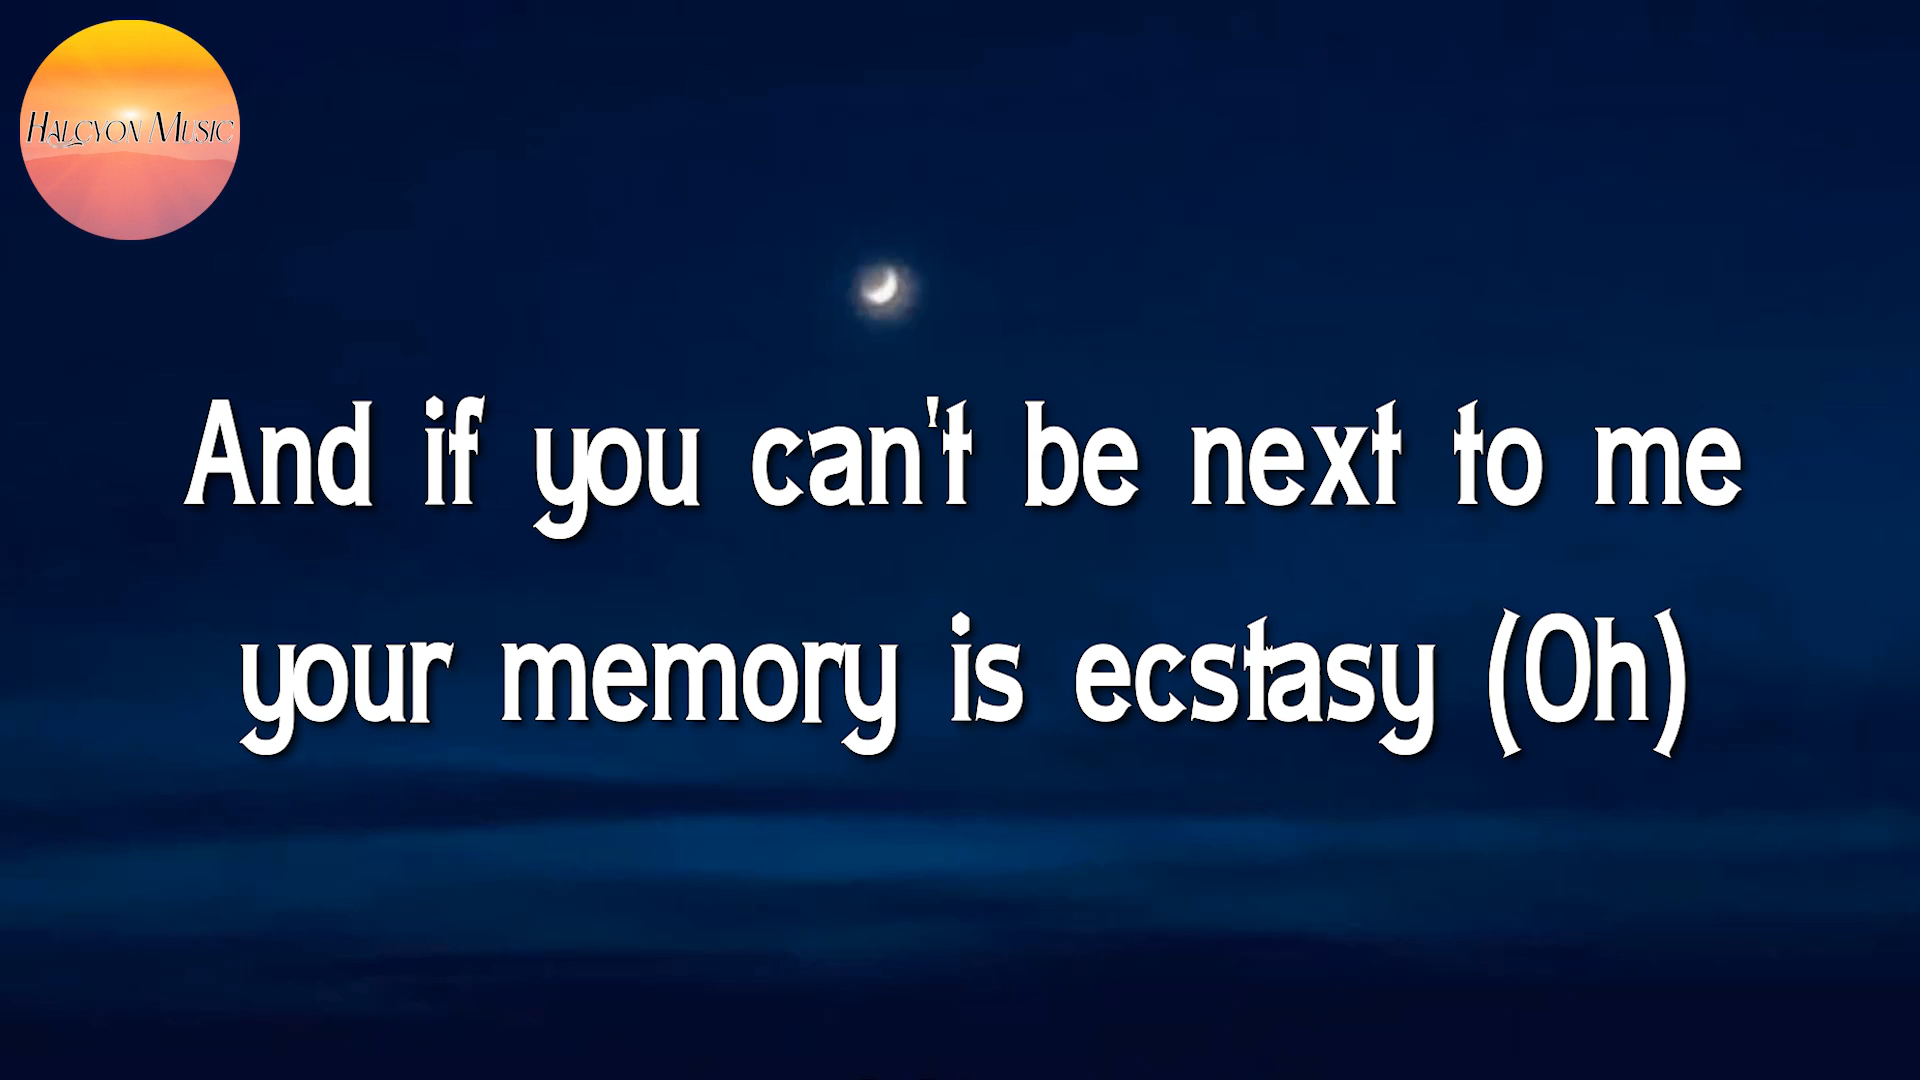 Halcyon Music
And if you can't be next to me
your memory is ecstasy (Oh)